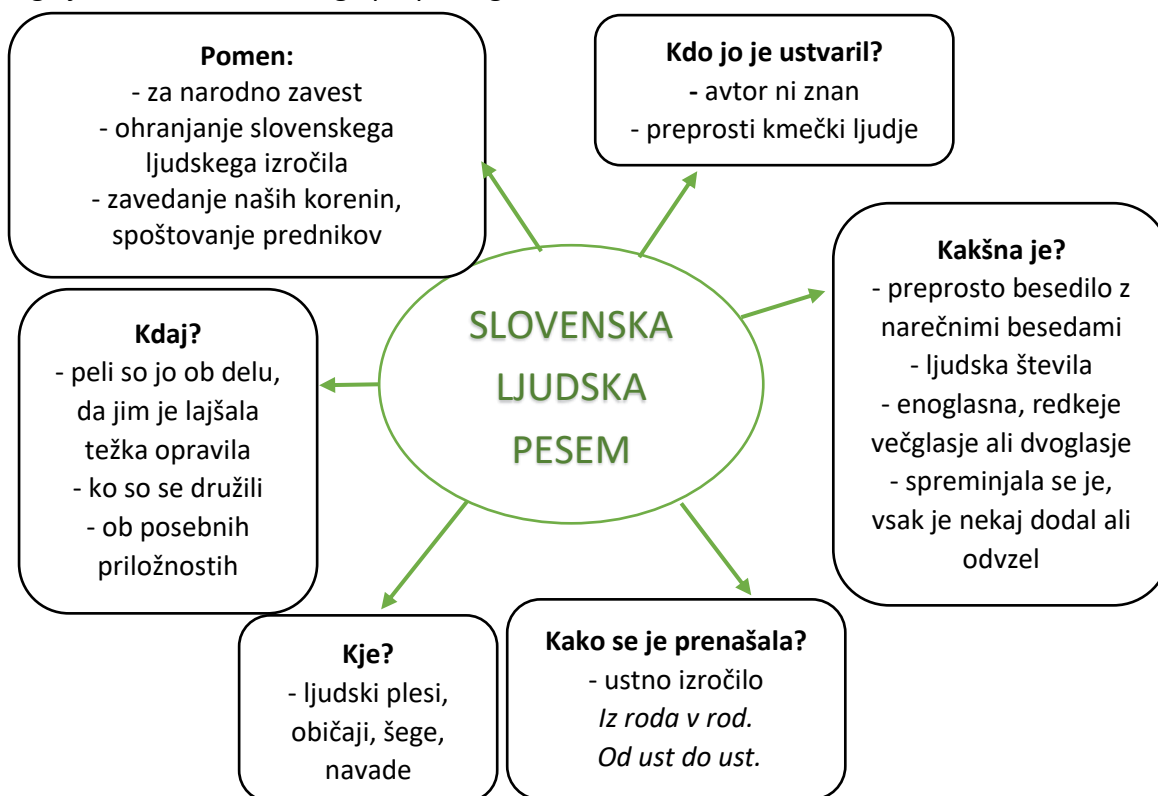 Pomen:
- za narodno zavest
- ohranjanje slovenskega
ljudskega izročila
- zavedanje naših korenin,
spoštovanje prednikov
Kdo jo je ustvaril?
- avtor ni znan
- preprosti kmečki ljudje
Kakšna je?
- preprosto besedilo z
narečnimi besedami
- ljudska števila
- enoglasna, redkeje
večglasje ali dvoglasje
- spreminjala se je,
vsak je nekaj dodal ali
odvzel
SLOVENSKA
LJUDSKA
PESEM
Kdaj?
- peli so jo ob delu,
da jim je lajšala
težka opravila
- ko so se družili
- ob posebnih
priložnostih
Kje?
- ljudski plesi,
običaji, šege,
navade
Kako se je prenašala?
- ustno izročilo
Iz roda v rod.
Od ust do ust.